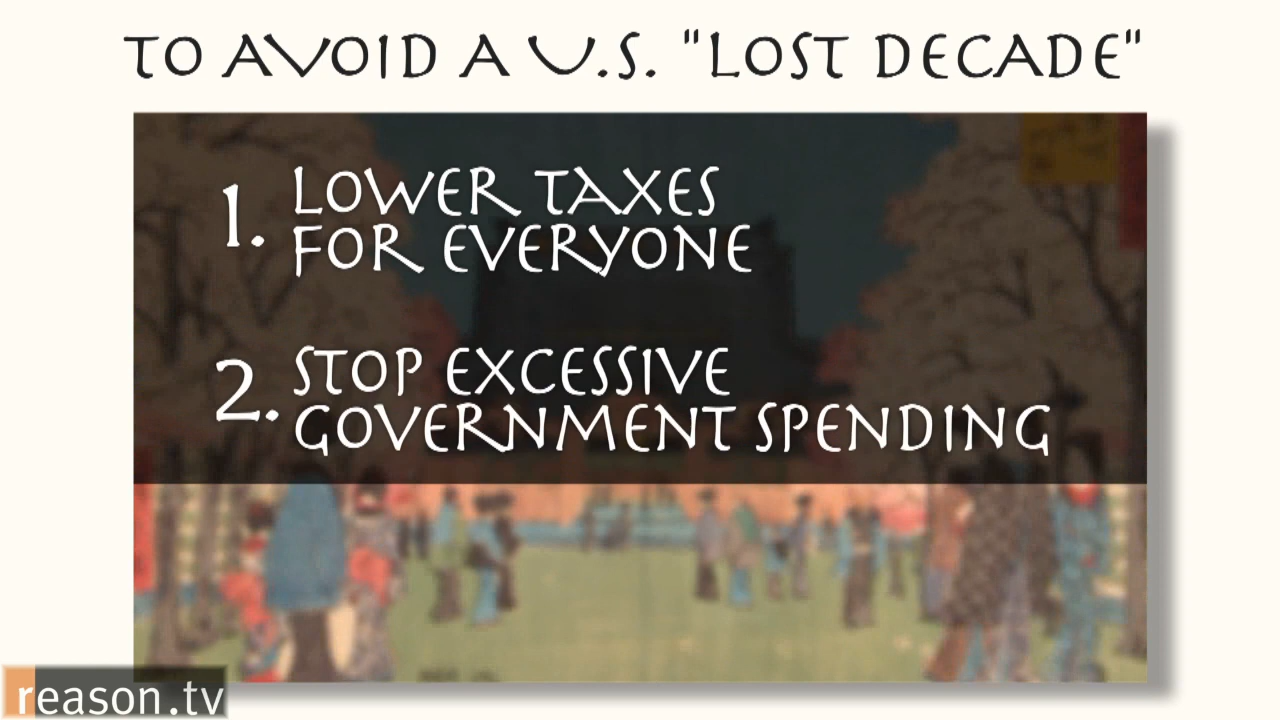 TO AVOID A U.S. "LOST DECADE"
1. LOWER TAXES
FOR EVERYONE
2. STOP EXCESSIVE
GOVERNMENT SPENDING
reason.tv